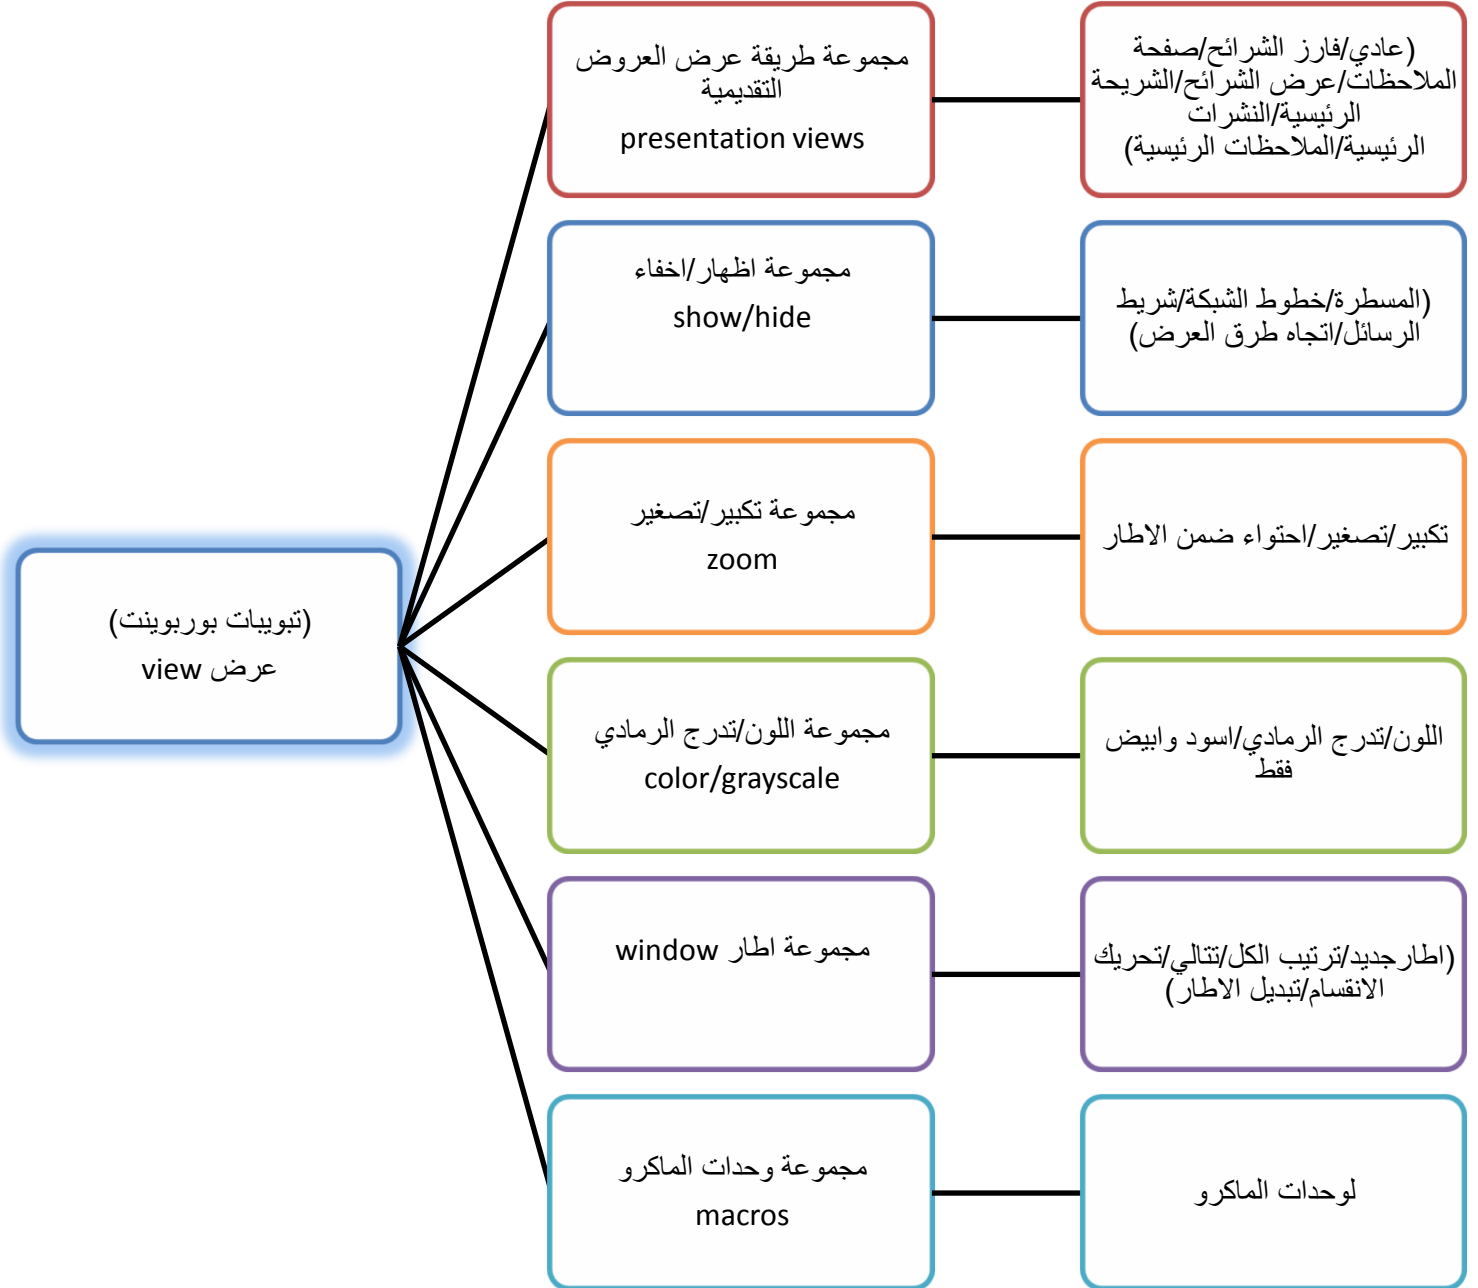 (تبويبات بوربوينت)
عرض view
مجموعة طريقة عرض العروض
التقديمية
presentation views
(عادي/فارز الشرائح/صفحة
الملاحظات/عرض الشرائح/الشريحة
الرئيسية/النشرات
الرئيسية/الملاحظات الرئيسية)
مجموعة اظهار/اخفاء
show/hide
(المسطرة/خطوط الشبكة/شريط
الرسائل/اتجاه طرق العرض)
مجموعة تكبير/تصغير
zoom
تكبير/تصغير/احتواء ضمن الاطار
مجموعة اللون/تدرج الرمادي
color/grayscale
اللون/تدرج الرمادي/اسود وابيض
فقط
مجموعة اطار window
(اطارجديد/ترتيب الكل/تتالي/تحريك
الانقسام/تبديل الاطار)
مجموعة وحدات الماكرو
macros
لوحدات الماكرو